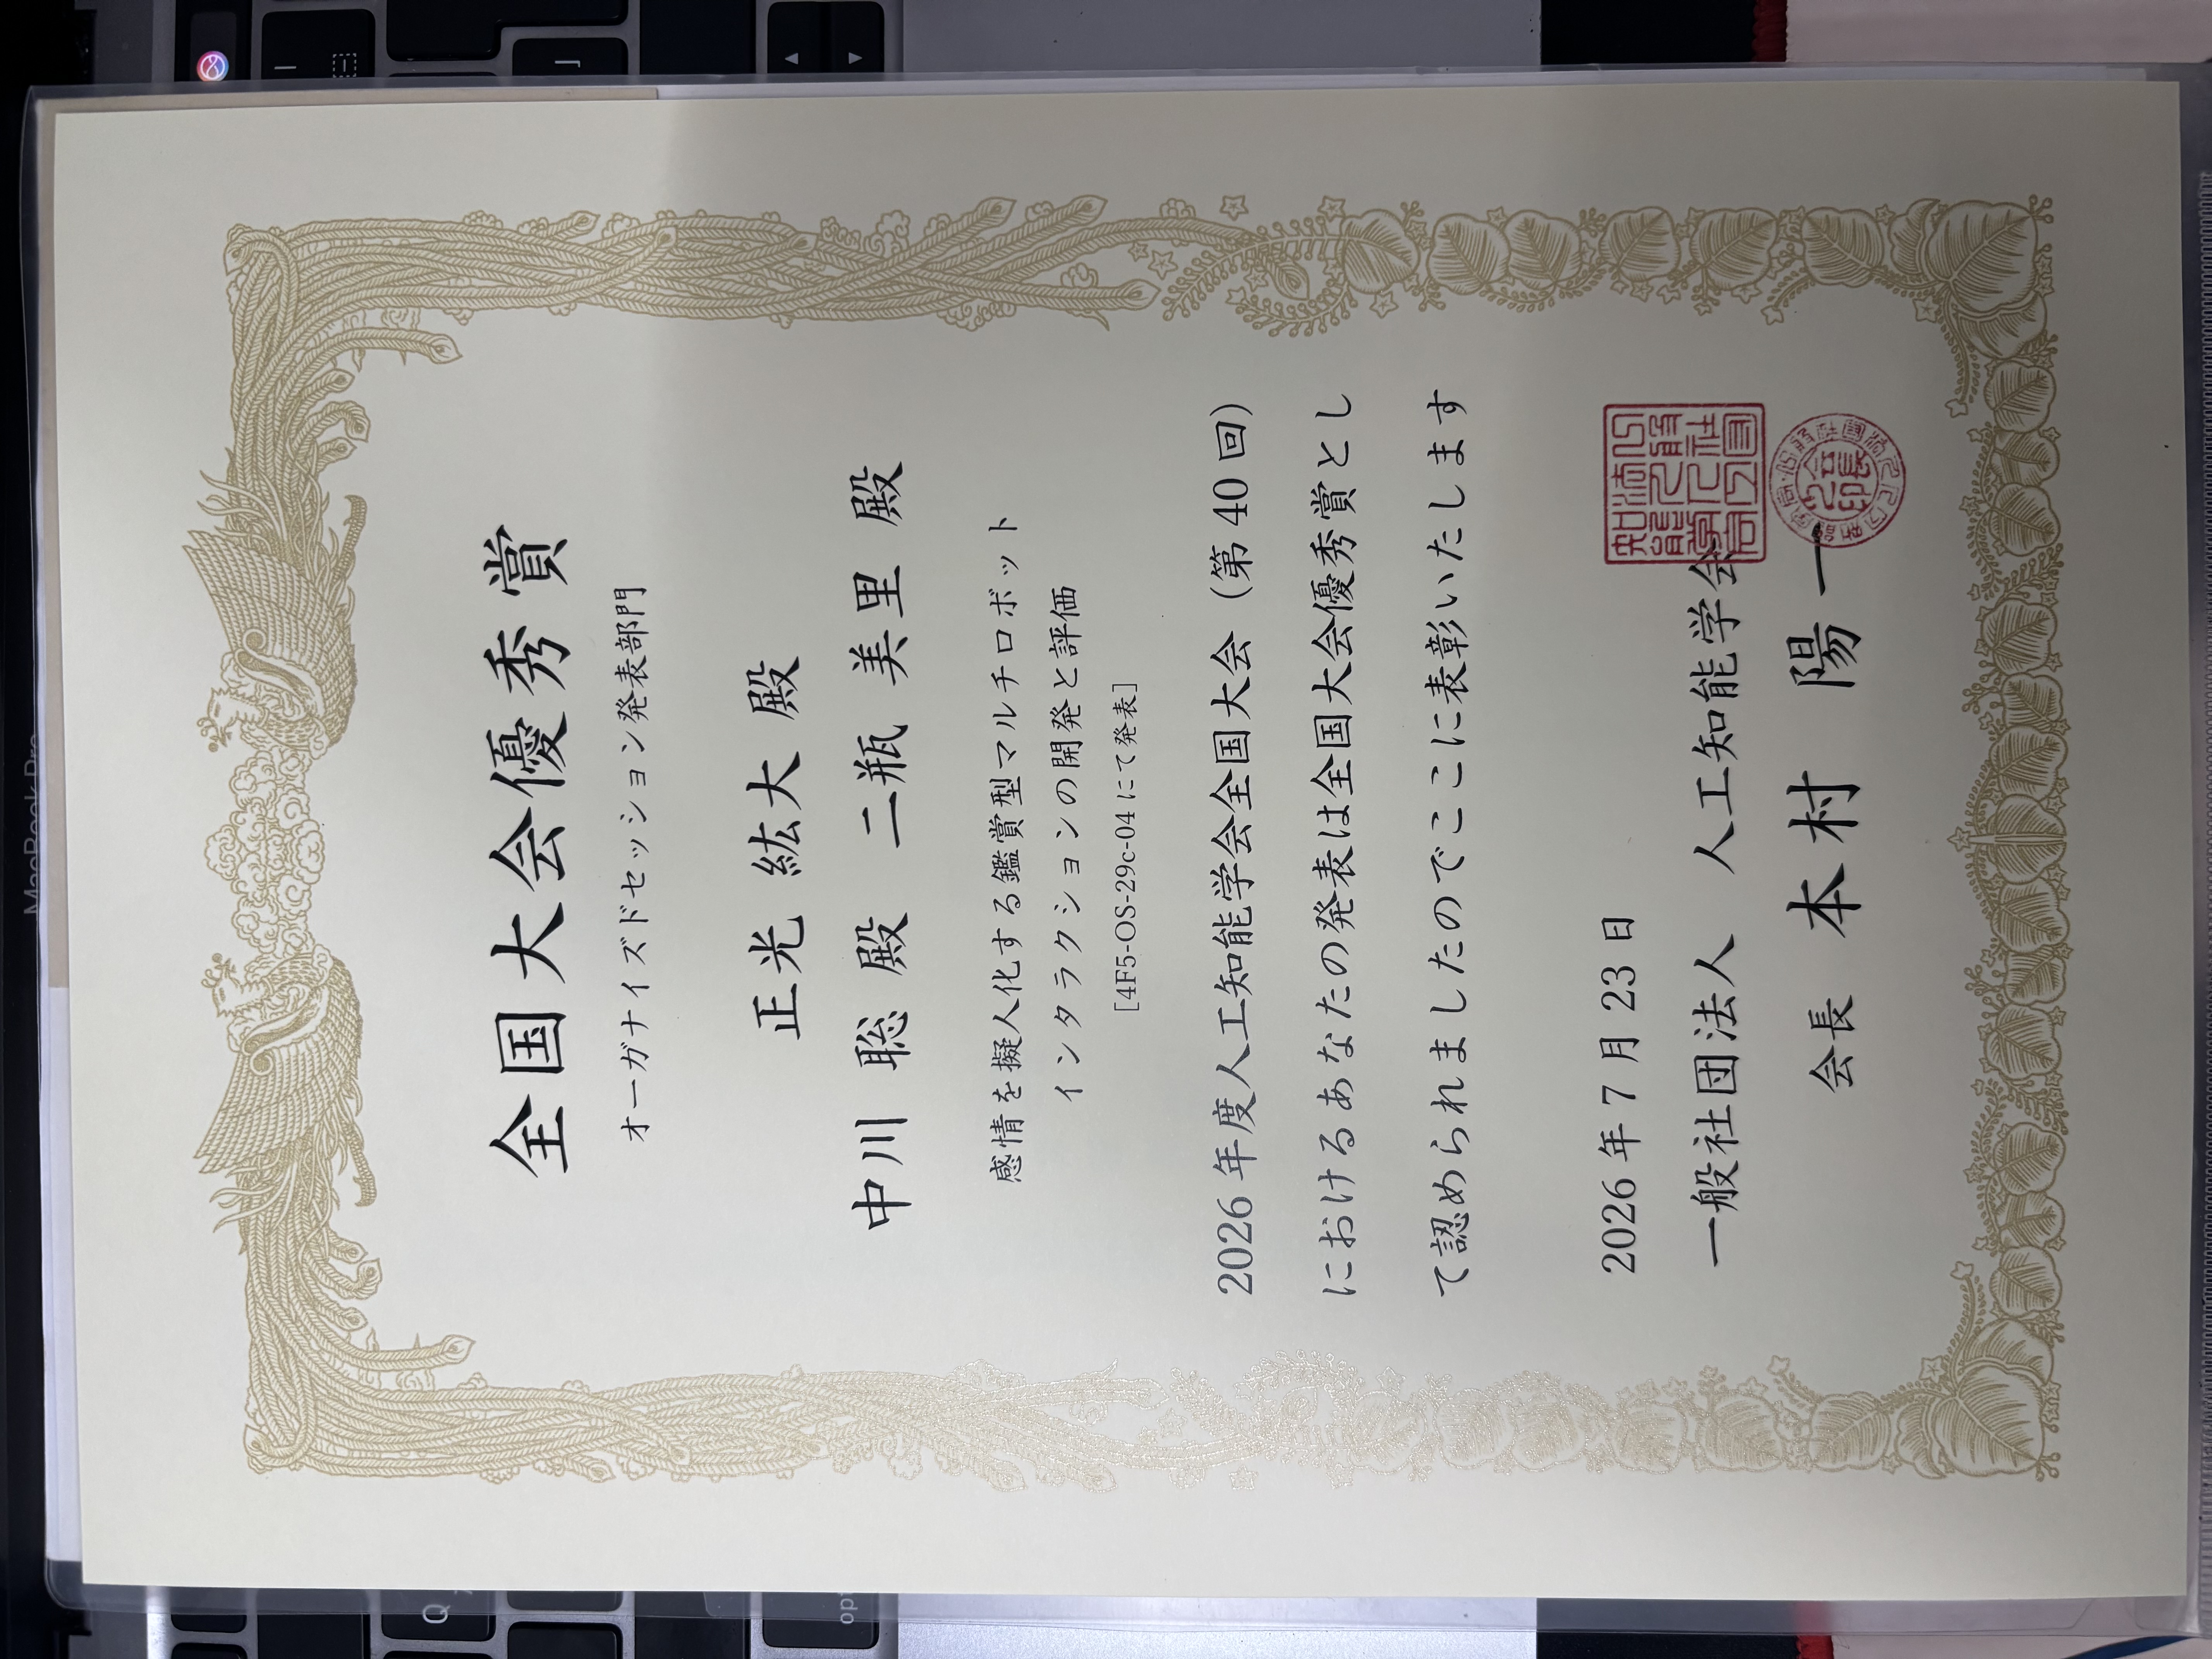 MacBook Pro
全国大会優秀賞
オーガナイズドセッション発表部門
正光 紘大 殿
中川 聡 殿 二瓶 美里 殿
感情を擬人化する鑑賞型マルチロボット
インタラクションの開発と評価
[4F5-OS-29c-04 にて発表]
2026 年度人工知能学会全国大会(第 40 回)
におけるあなたの発表は全国大会優秀賞とし
て認められましたのでここに表彰いたします
2026 年 7 月 23 日
一般社団法人 人工知能学会
会長 本村 陽一
Q